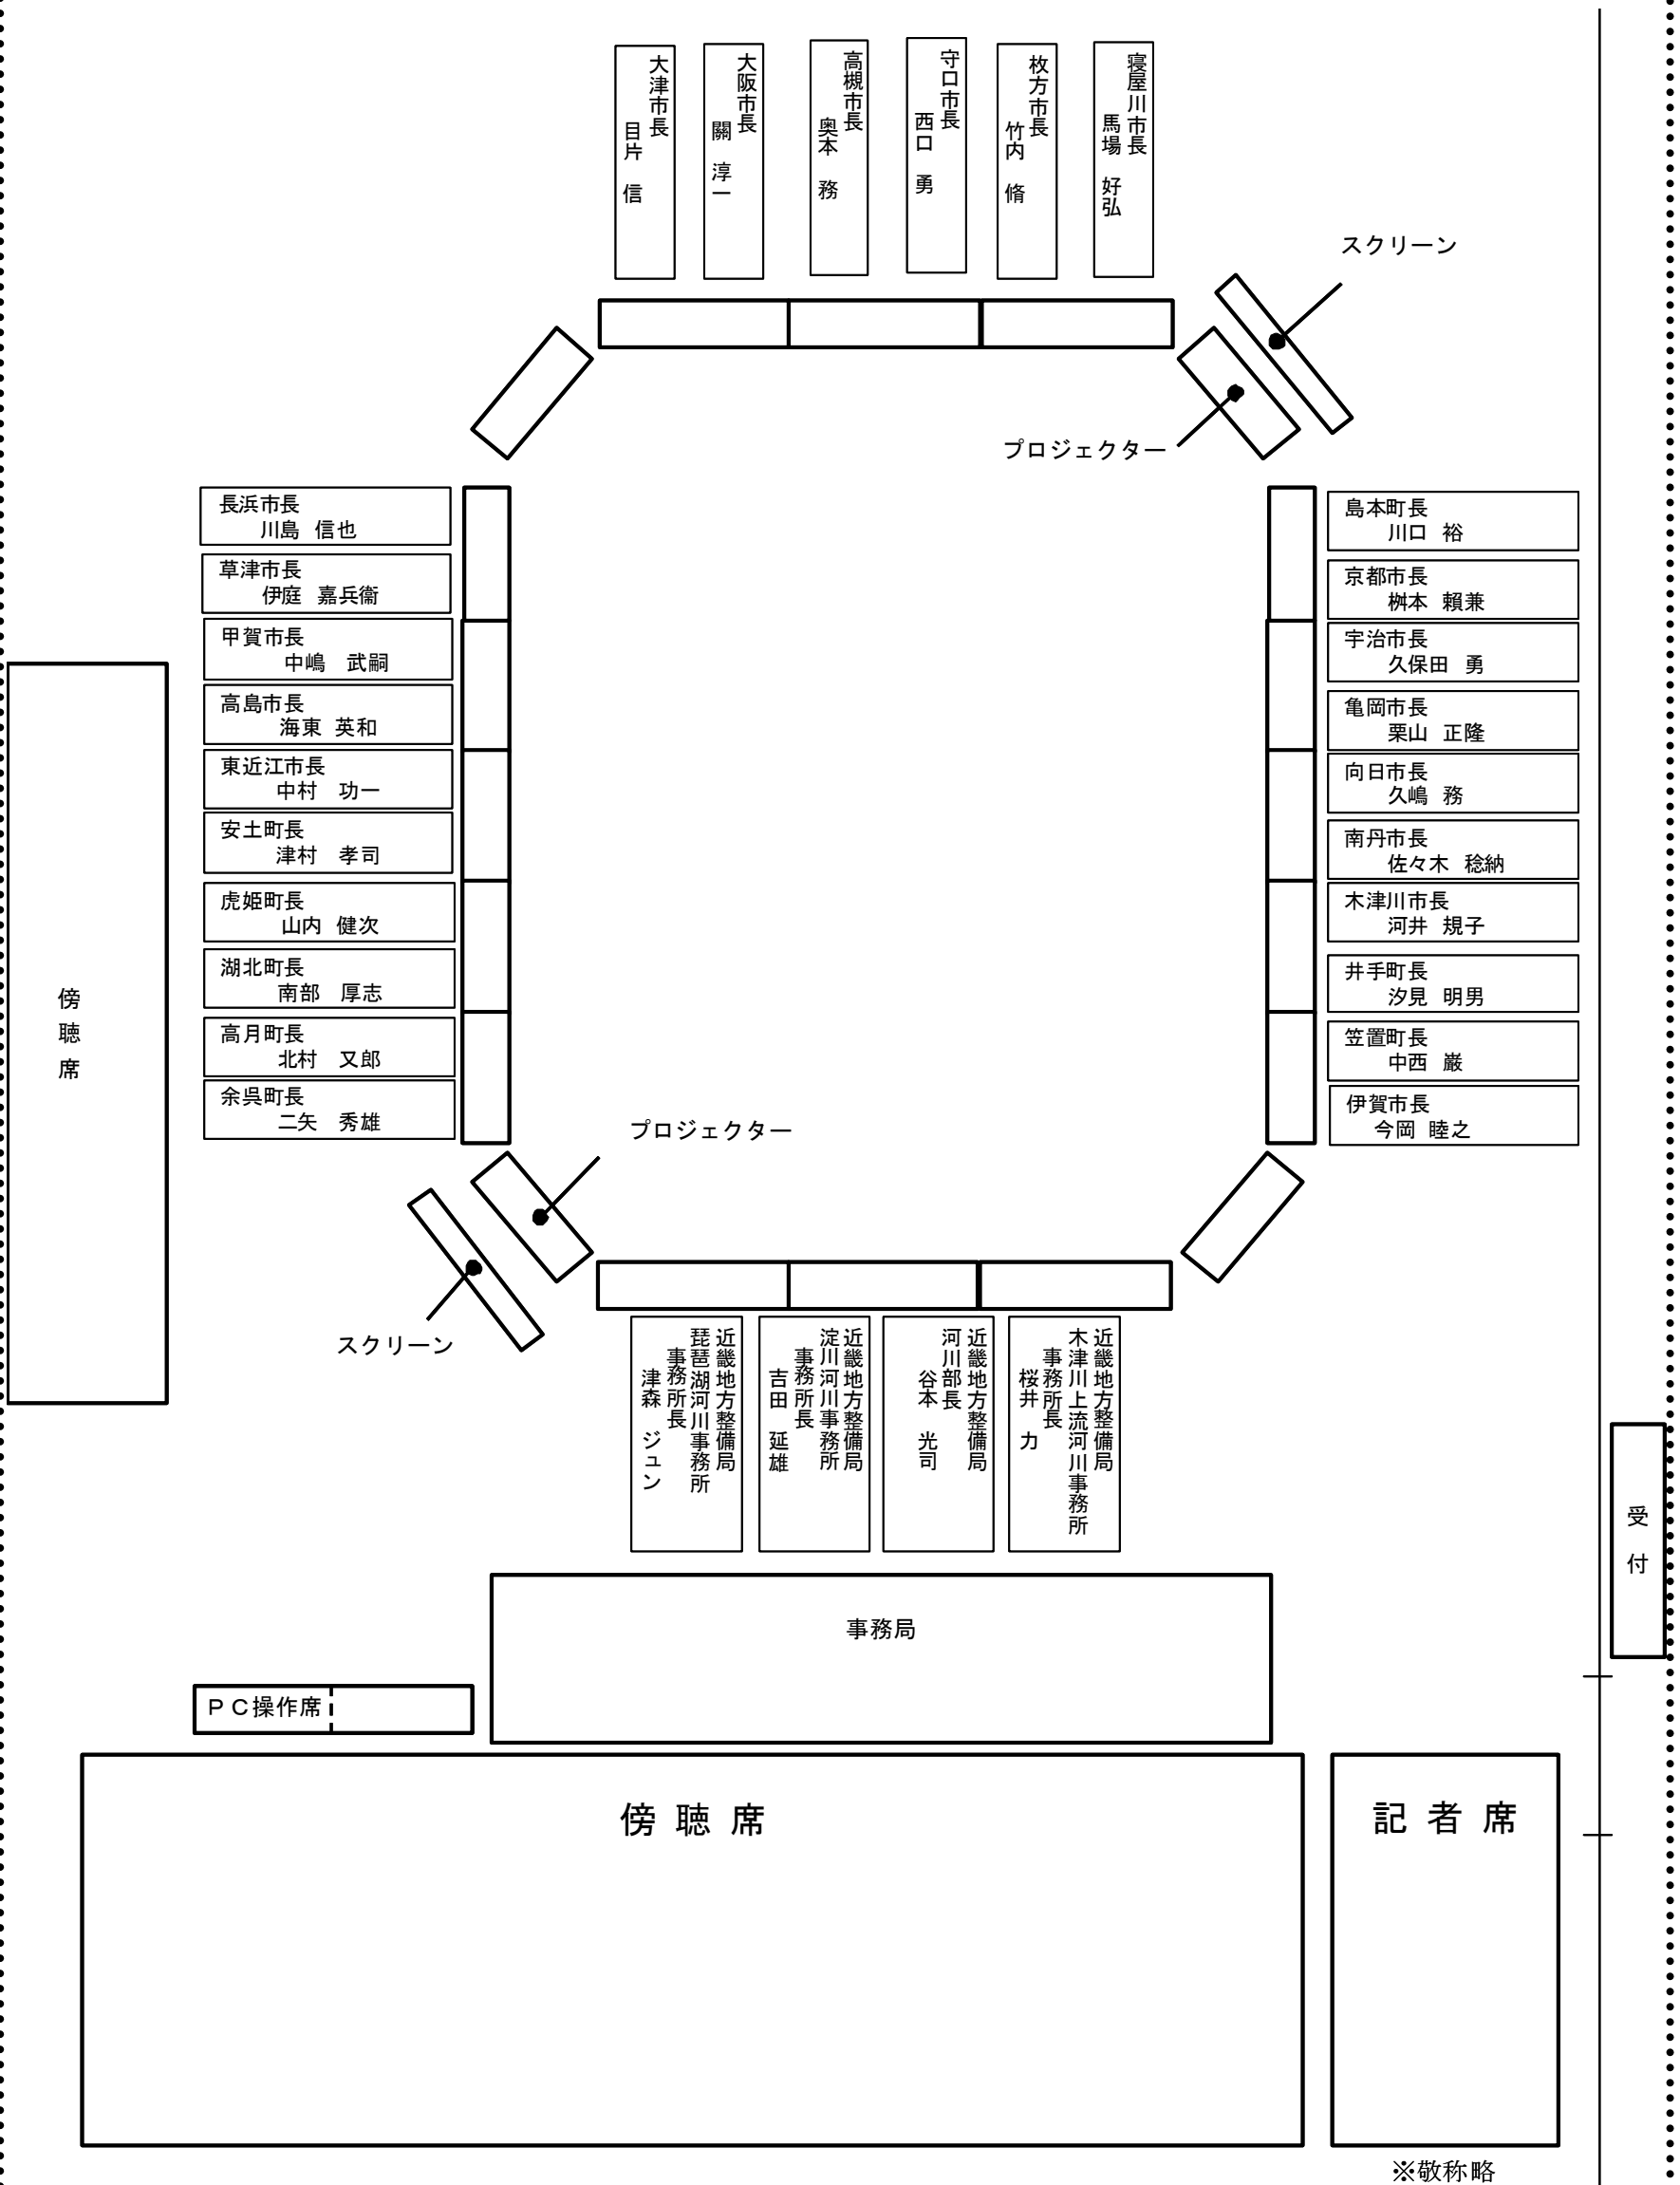 大津市長
目片 信
大阪市長
關 淳一
高槻市長
奥本 務
守口市長
西口 勇
枚方市長
竹内 脩
寝屋川市長
馬場 好弘
スクリーン
プロジェクター
長浜市長
川島 信也
草津市長
伊庭 嘉兵衞
甲賀市長
中嶋 武嗣
高島市長
海東 英和
東近江市長
中村 功一
安土町長
津村 孝司
虎姫町長
山内 健次
湖北町長
南部 厚志
高月町長
北村 又郎
余呉町長
二矢 秀雄
島本町長
川口 裕
京都市長
桝本 賴兼
宇治市長
久保田 勇
亀岡市長
栗山 正隆
向日市長
久嶋 務
南丹市長
佐々木 稔納
木津川市長
河井 規子
井手町長
汐見 明男
笠置町長
中西 巌
伊賀市長
今岡 睦之
傍聴席
プロジェクター
スクリーン
近畿地方整備局
琵琶湖河川事務所
事務所長
津森 ジュン
近畿地方整備局
淀川河川事務所
事務所長
吉田 延雄
近畿地方整備局
河川部長
谷本 光司
近畿地方整備局
木津川上流河川事務所
事務所長
桜井 力
受付
事務局
ＰＣ操作席
傍聴席
記者席
※敬称略